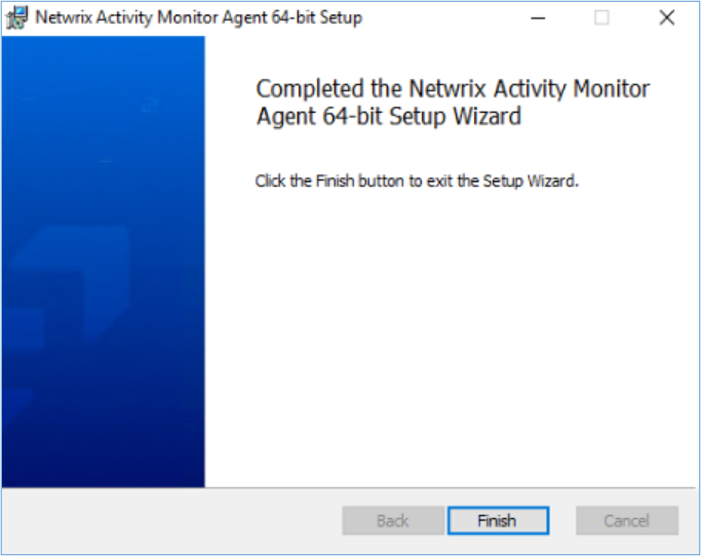 Netwrix Activity Monitor Agent 64-bit Setup
Completed the Netwrix Activity Monitor
Agent 64-bit Setup Wizard
Click the Finish button to exit the Setup Wizard.
Back
Finish
Cancel